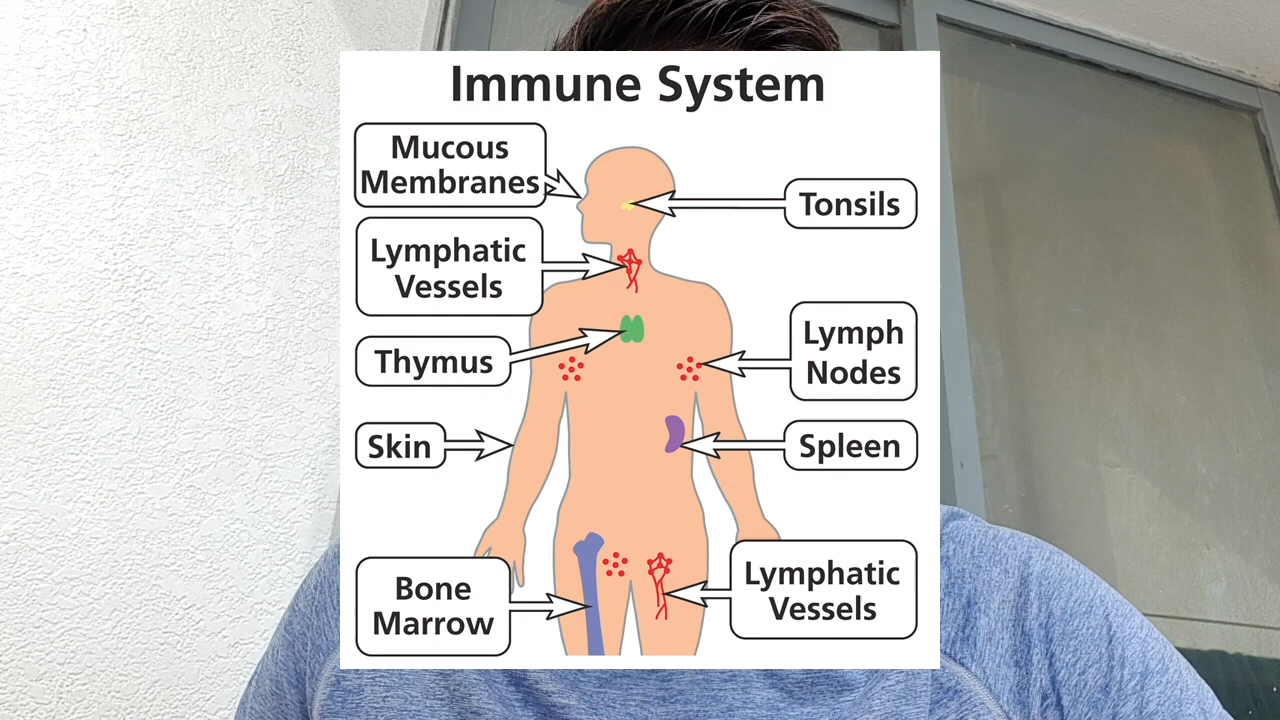 Immune System
Mucous
Membranes
Tonsils
Lymphatic
Vessels
Lymph
Nodes
Thymus
Skin
Spleen
Bone
Marrow
Lymphatic
Vessels